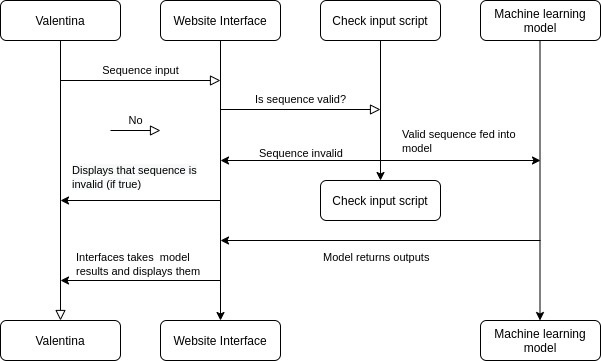 Valentina
Website Interface
Check input script
Machine learning
model
Sequence input
Is sequence valid?
No
Valid sequence fed into
model
Sequence invalid
Displays that sequence is
invalid (if true)
Check input script
Interfaces takes model
results and displays them
Model returns outputs
Valentina
Website Interface
Machine learning
model